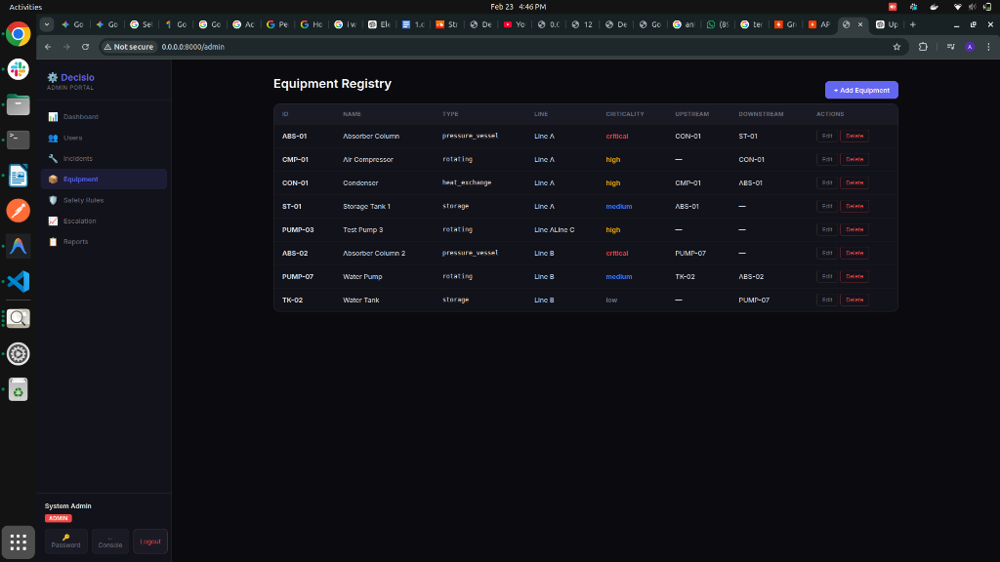 Activities
Feb 23 4:46 PM
Go
Go
Sel
Go
Go
Ac
Pe
Ho
i w
Ele
1.c
Str
De
Yo
0.(
12
De
Go
an
(85
te
Gr
AF
Up
Not secure
0.0.0.0:8000/admin
A
Decisio
ADMIN PORTAL
Dashboard
Users
Incidents
Equipment
Safety Rules
Escalation
Reports
System Admin
ADMIN
Password
Console
Logout
Equipment Registry
+ Add Equipment
ID NAME TYPE LINE CRITICALITY UPSTREAM DOWNSTREAM ACTIONS
ABS-01 Absorber Column pressure_vessel Line A critical CON-01 ST-01 Edit Delete
CMP-01 Air Compressor rotating Line A high — CON-01 Edit Delete
CON-01 Condenser heat_exchange Line A high CMP-01 ABS-01 Edit Delete
ST-01 Storage Tank 1 storage Line A medium ABS-01 — Edit Delete
PUMP-03 Test Pump 3 rotating Line ALine C high — — Edit Delete
ABS-02 Absorber Column 2 pressure_vessel Line B critical PUMP-07 — Edit Delete
PUMP-07 Water Pump rotating Line B medium TK-02 ABS-02 Edit Delete
TK-02 Water Tank storage Line B low — PUMP-07 Edit Delete